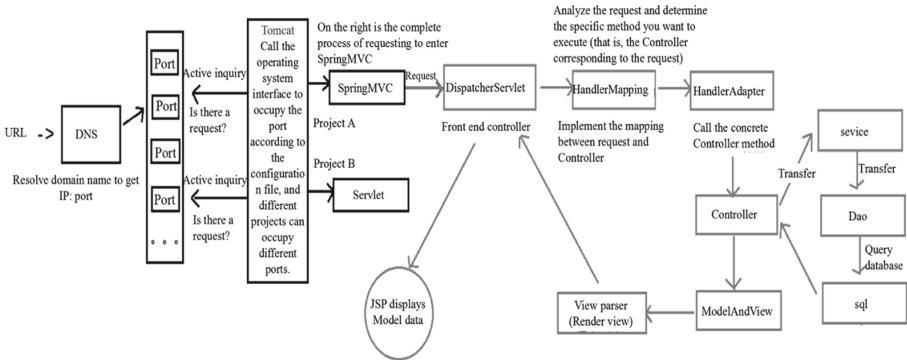 URL
DNS
Resolve domain name to get
IP: port
Port
Port
Port
Port
Active inquiry
Is there a
request?
Active inquiry
Is there a
request?
Tomcat
Call the
operating
system
interface to
occupy the
port
according to
the
configuratio
n file, and
different
projects can
occupy
different
ports.
On the right is the complete
process of requesting to enter
SpringMVC
SpringMVC
Project A
Project B
Servlet
Request
DispatcherServlet
Front end controller
Analyze the request and determine
the specific method you want to
execute (that is, the Controller
corresponding to the request)
HandlerMapping
Implement the mapping
between request and
Controller
HandlerAdapter
Call the concrete
Controller method
Controller
Transfer
sevice
Transfer
Dao
Query
database
sql
ModelAndView
View parser
(Render view)
JSP displays
Model data